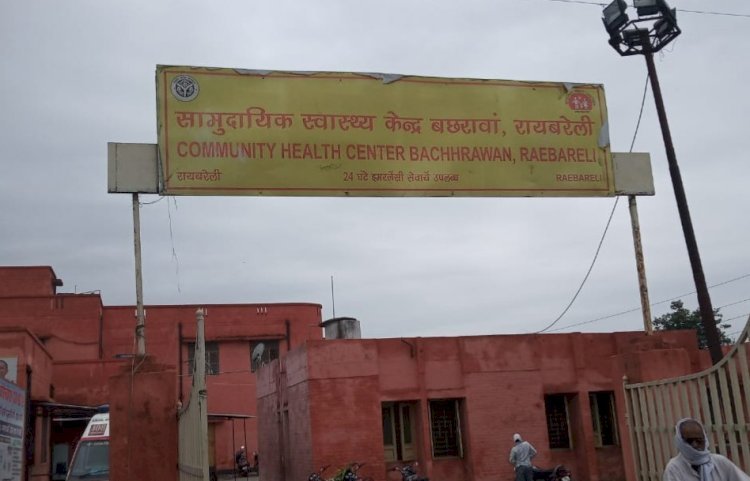 सामुदायिक स्वास्थ्य केन्द्र बछरावां, रायबरेली
COMMUNITY HEALTH CENTER BACHHRAWAN, RAEBARELI
रायबरेली 24 घंटे इमरजेंसी सेवायें उपलब्ध RAEBARELI